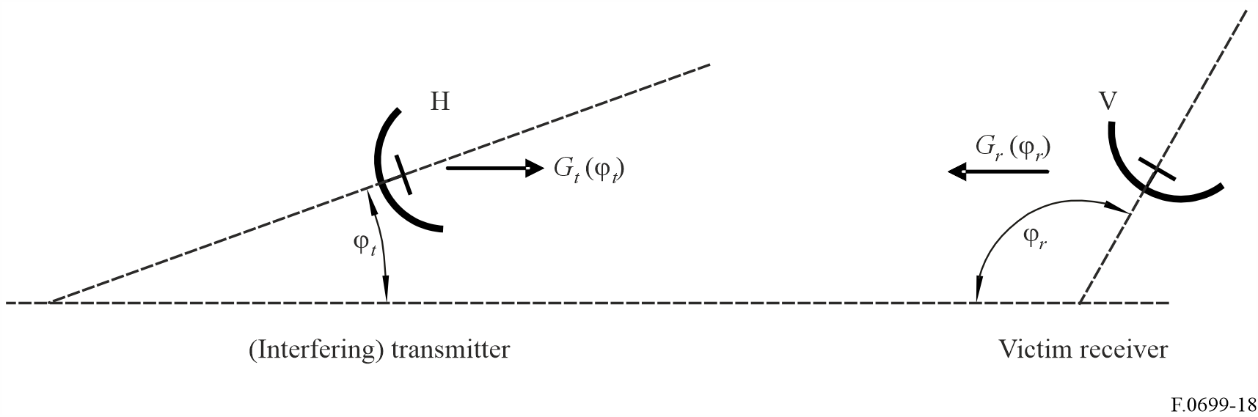 H
V
G_t (φ_t)
G_r (φ_r)
φ_t
φ_r
(Interfering) transmitter
Victim receiver
F.0699-18